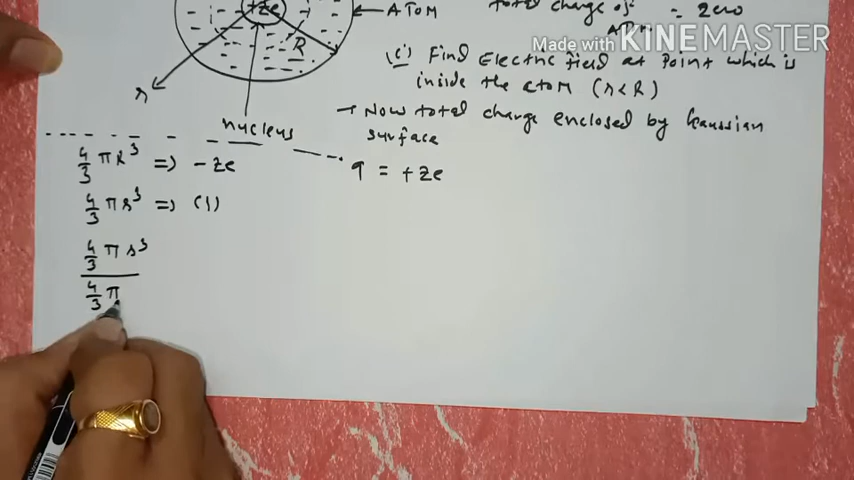 +ze
ATOM
R
r
nucleus
Total charge of = zero
ATM
Made with KINEMASTER
(i) Find Electric field at Point which is
inside the atom (r<R)
→ Now total charge enclosed by Gaussian
surface
q = +ze
4/3 πR³ => -ze
4/3 πr³ => (1)
4/3 πr³
4/3 π